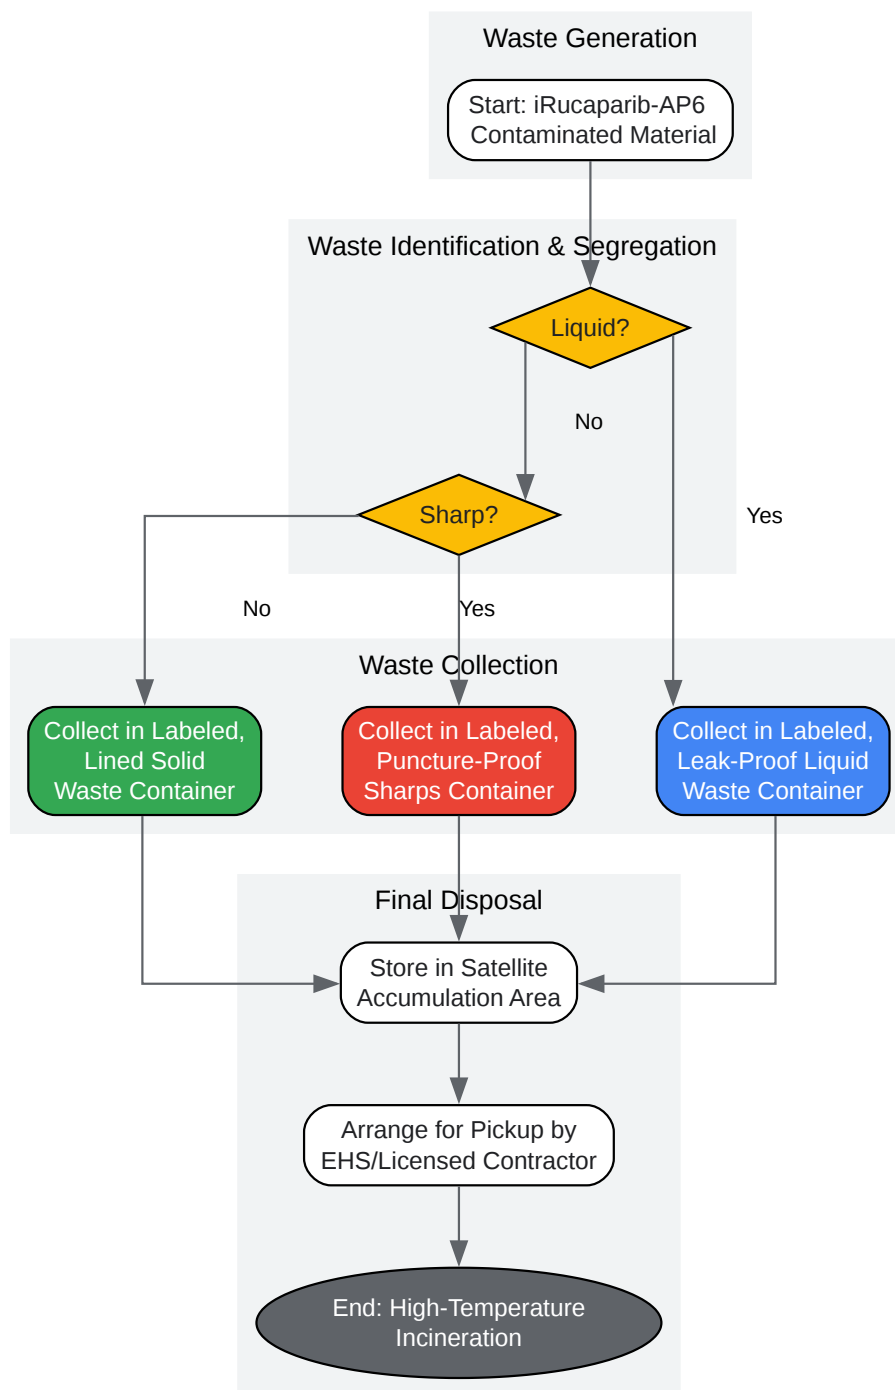 Waste Generation
Start: iRucaparib-AP6
Contaminated Material
Waste Identification & Segregation
Liquid?
No
Sharp?
Yes
No
Yes
Waste Collection
Collect in Labeled,
Lined Solid
Waste Container
Collect in Labeled,
Puncture-Proof
Sharps Container
Collect in Labeled,
Leak-Proof Liquid
Waste Container
Final Disposal
Store in Satellite
Accumulation Area
Arrange for Pickup by
EHS/Licensed Contractor
End: High-Temperature
Incineration